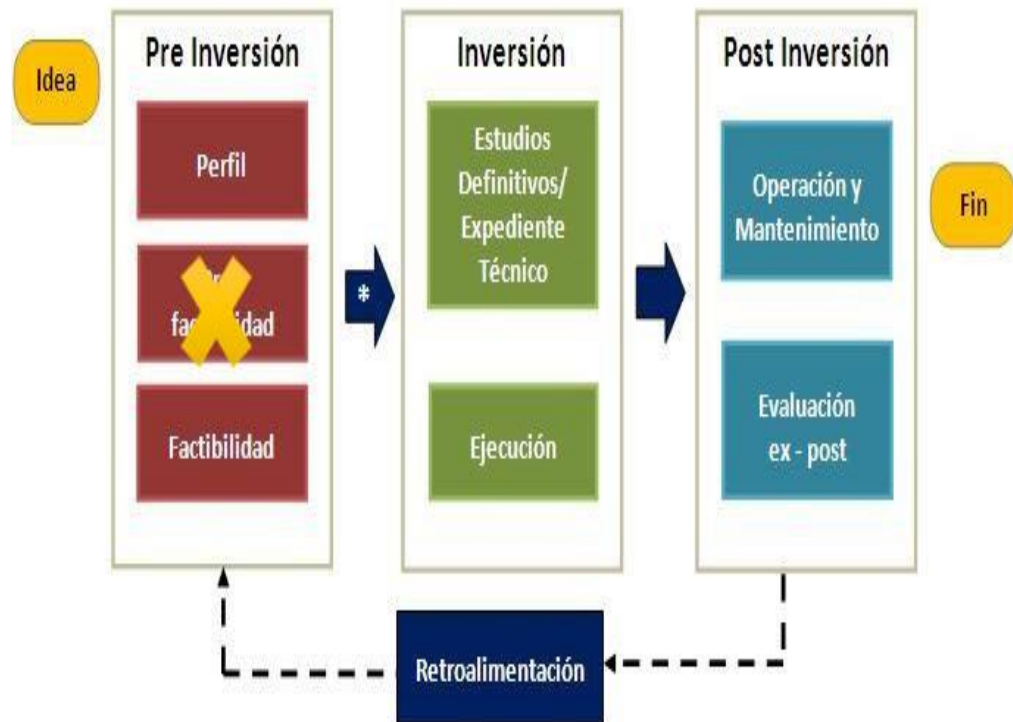 Idea
Pre Inversión
Perfil
Factibilidad
*
Inversión
Estudios
Definitivos/
Expediente
Técnico
Ejecución
Post Inversión
Operación y
Mantenimiento
Evaluación
ex - post
Fin
Retroalimentación